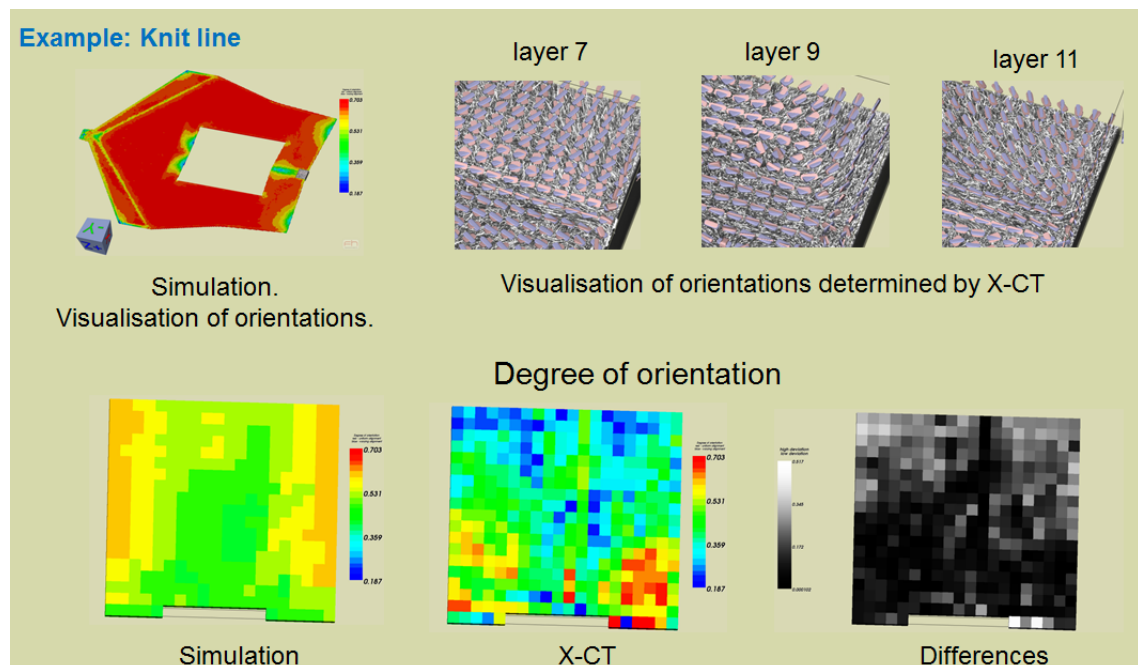 Example: Knit line
layer 7
layer 9
layer 11
0.703
0.531
0.359
0.187
Simulation.
Visualisation of orientations.
Visualisation of orientations determined by X-CT
Degree of orientation
0.703
0.531
0.359
0.187
0.703
0.531
0.359
0.187
Simulation
X-CT
Differences